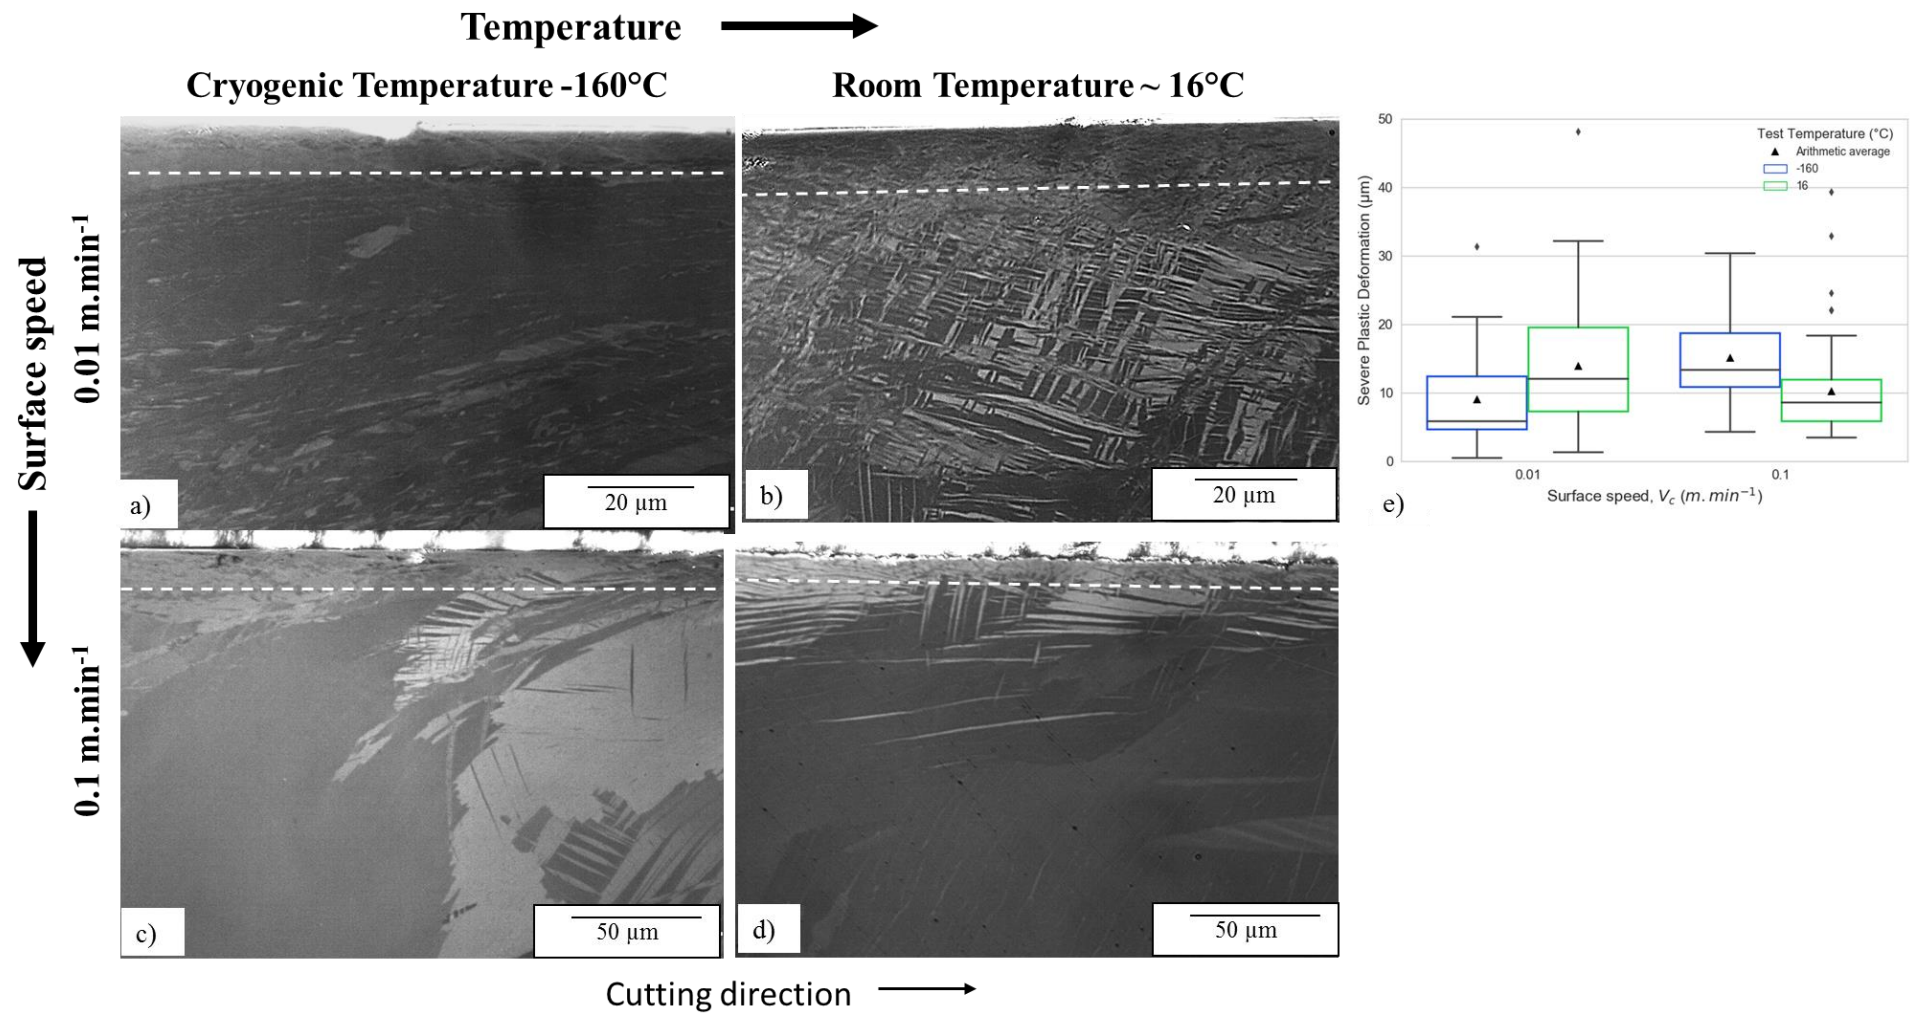 Temperature
Cryogenic Temperature -160°C
Room Temperature ~ 16°C
Surface speed
0.01 m.min-1
0.1 m.min-1
a)
20 µm
b)
20 µm
c)
50 µm
d)
50 µm
Cutting direction
Severe Plastic Deformation (µm)
50
40
30
20
10
0
Test Temperature (°C)
Arithmetic average
-160
16
0.01
0.1
Surface speed, Vc (m.min−1)
e)